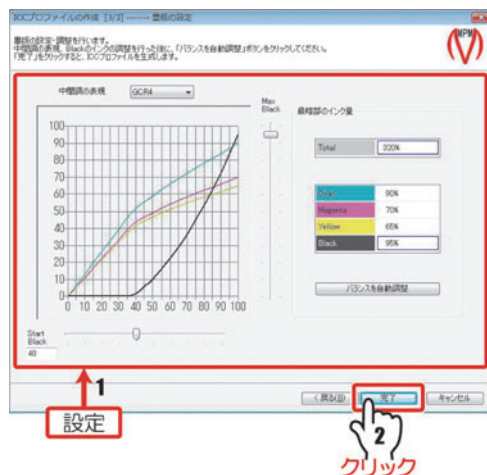 ICCプロファイルの作成 [3/3] ------- 墨版の設定
墨版の設定・調整を行います。
中間調の表現、Blackのインクの調整を行った後に、「バランスを自動調整」ボタンをクリックしてください。
「完了」をクリックすると、ICCプロファイルを生成します。
MPM
中間調の表現 GCR4
Max
Black
最暗部のインク量
Total 320%
Cyan 90%
Magenta 70%
Yellow 65%
Black 95%
バランスを自動調整
100
90
80
70
60
50
40
30
20
10
0
0 10 20 30 40 50 60 70 80 90 100
Start
Black
40
1
設定
< 戻る(B) 完了 キャンセル
2
クリック